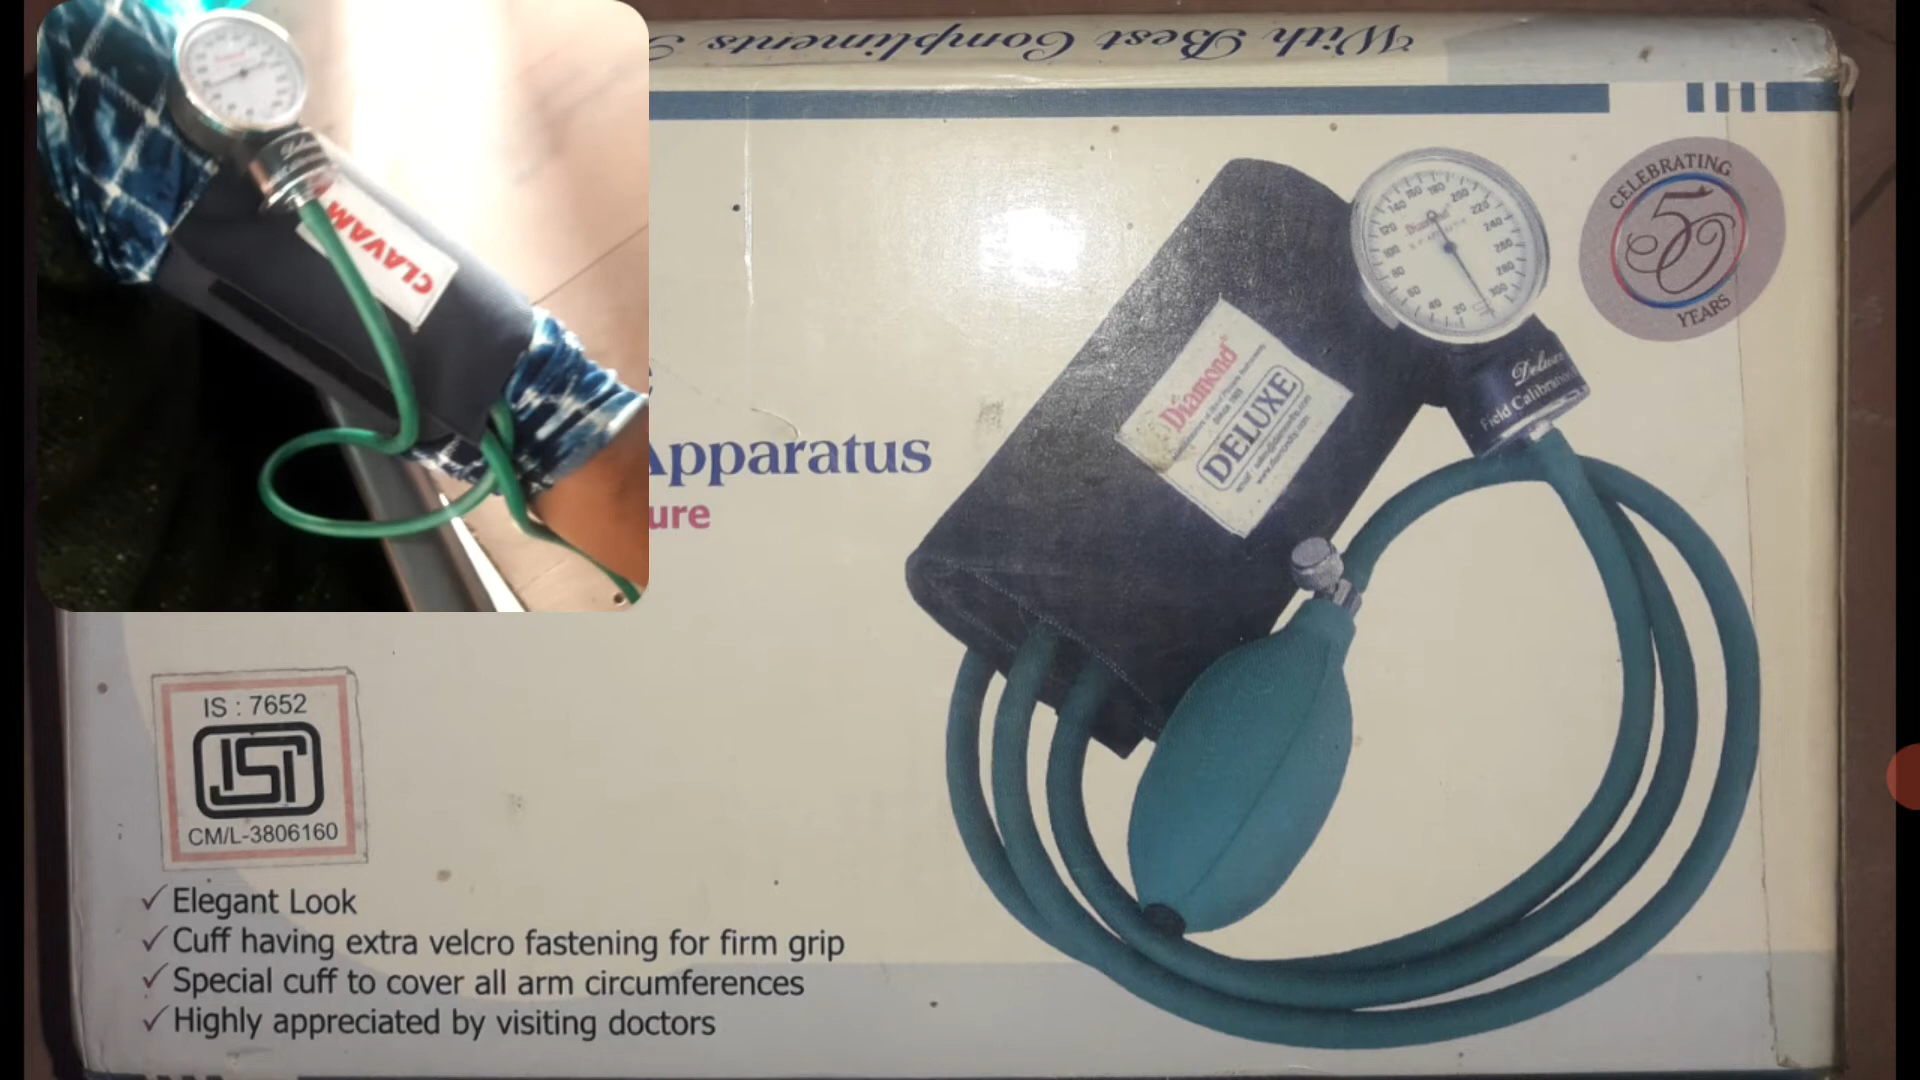 With Best Compliments
CLAVAM
CELEBRATING
50
YEARS
Diamond
DELUXE
Deluxe
Field Calibration
Apparatus
ure
IS : 7652
ISI
CM/L-3806160
✓ Elegant Look
✓ Cuff having extra velcro fastening for firm grip
✓ Special cuff to cover all arm circumferences
✓ Highly appreciated by visiting doctors